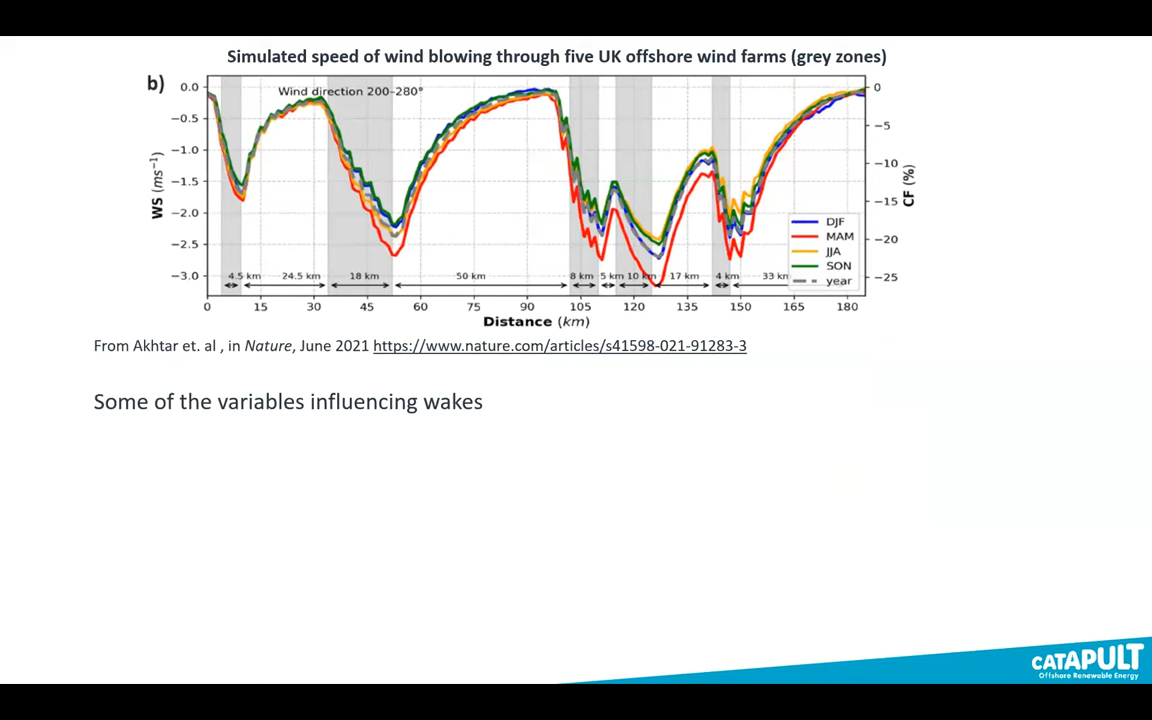 Simulated speed of wind blowing through five UK offshore wind farms (grey zones)
b)
Wind direction 200–280°
0.0
−0.5
−1.0
−1.5
−2.0
−2.5
−3.0
WS (ms⁻¹)
0
−5
−10
−15
−20
−25
CF (%)
DJF
MAM
JJA
SON
year
4.5 km 24.5 km 18 km 50 km 8 km 5 km 10 km 17 km 4 km 33 km
0 15 30 45 60 75 90 105 120 135 150 165 180
Distance (km)
From Akhtar et. al , in Nature, June 2021 https://www.nature.com/articles/s41598-021-91283-3
Some of the variables influencing wakes
CATAPULT
Offshore Renewable Energy